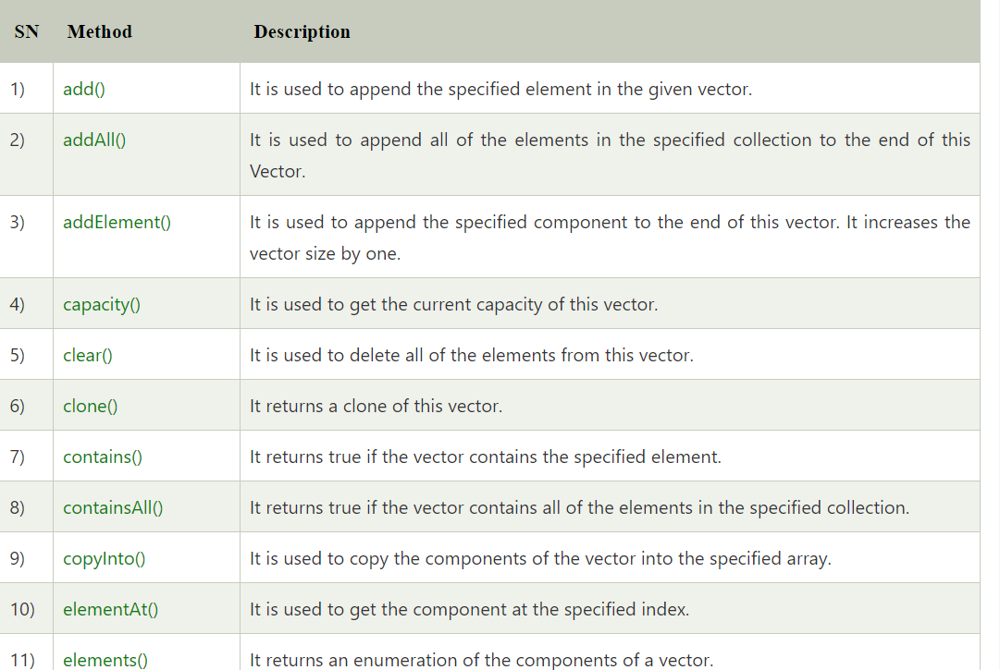 SN Method Description
1) add() It is used to append the specified element in the given vector.
2) addAll() It is used to append all of the elements in the specified collection to the end of this
Vector.
3) addElement() It is used to append the specified component to the end of this vector. It increases the
vector size by one.
4) capacity() It is used to get the current capacity of this vector.
5) clear() It is used to delete all of the elements from this vector.
6) clone() It returns a clone of this vector.
7) contains() It returns true if the vector contains the specified element.
8) containsAll() It returns true if the vector contains all of the elements in the specified collection.
9) copyInto() It is used to copy the components of the vector into the specified array.
10) elementAt() It is used to get the component at the specified index.
11) elements() It returns an enumeration of the components of a vector.